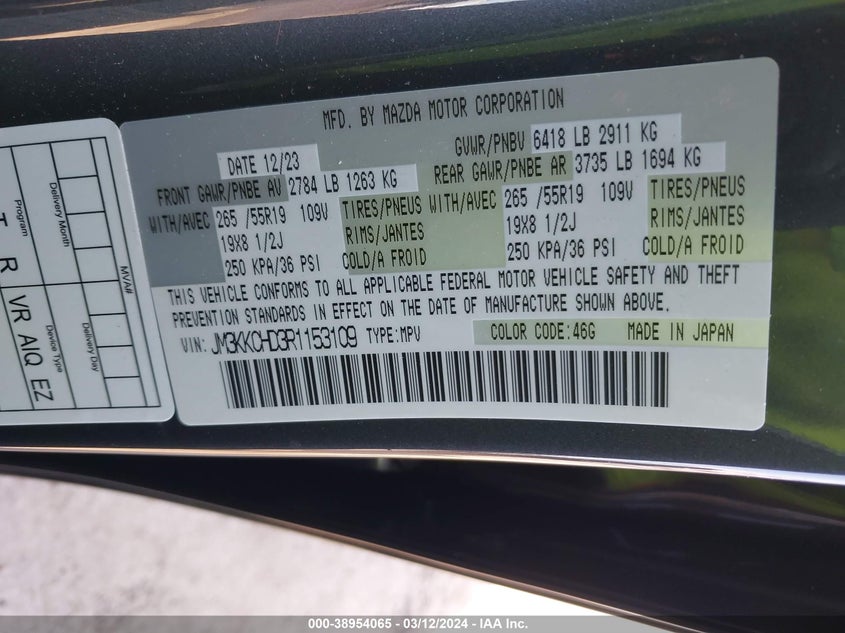 MFD. BY MAZDA MOTOR CORPORATION
DATE 12/23
GVWR/PNBV 6418 LB 2911 KG
FRONT GAWR/PNBE AV 2784 LB 1263 KG
REAR GAWR/PNBE AR 3735 LB 1694 KG
WITH/AVEC 265 /55R19 109V TIRES/PNEUS WITH/AVEC 265 /55R19 109V TIRES/PNEUS
19X8 1/2J RIMS/JANTES 19X8 1/2J RIMS/JANTES
250 KPA/36 PSI COLD/A FROID 250 KPA/36 PSI COLD/A FROID
THIS VEHICLE CONFORMS TO ALL APPLICABLE FEDERAL MOTOR VEHICLE SAFETY AND THEFT
PREVENTION STANDARDS IN EFFECT ON THE DATE OF MANUFACTURE SHOWN ABOVE.
VIN: JM3KKCHD3R1153109 TYPE:MPV COLOR CODE:46G MADE IN JAPAN
MVA#
Delivery Month
Delivery Day
Program
Device Type
T R VR AIQ EZ
000-38954065 - 03/12/2024 - IAA Inc.